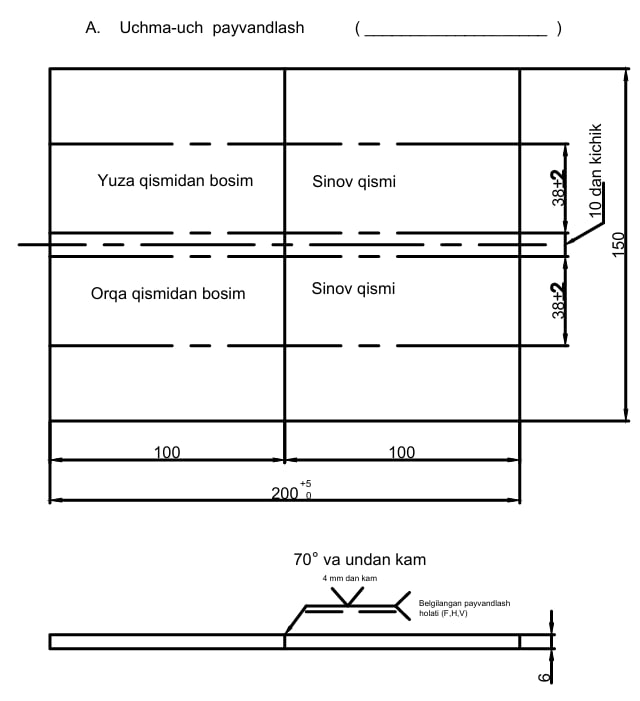 A. Uchma-uch payvandlash ( ____________________ )
Yuza qismidan bosim
Sinov qismi
38±2
10 dan kichik
150
Orqa qismidan bosim
Sinov qismi
38±2
100
100
200 +5 0
70° va undan kam
4 mm dan kam
Belgilangan payvandlash
holati (F,H,V)
6